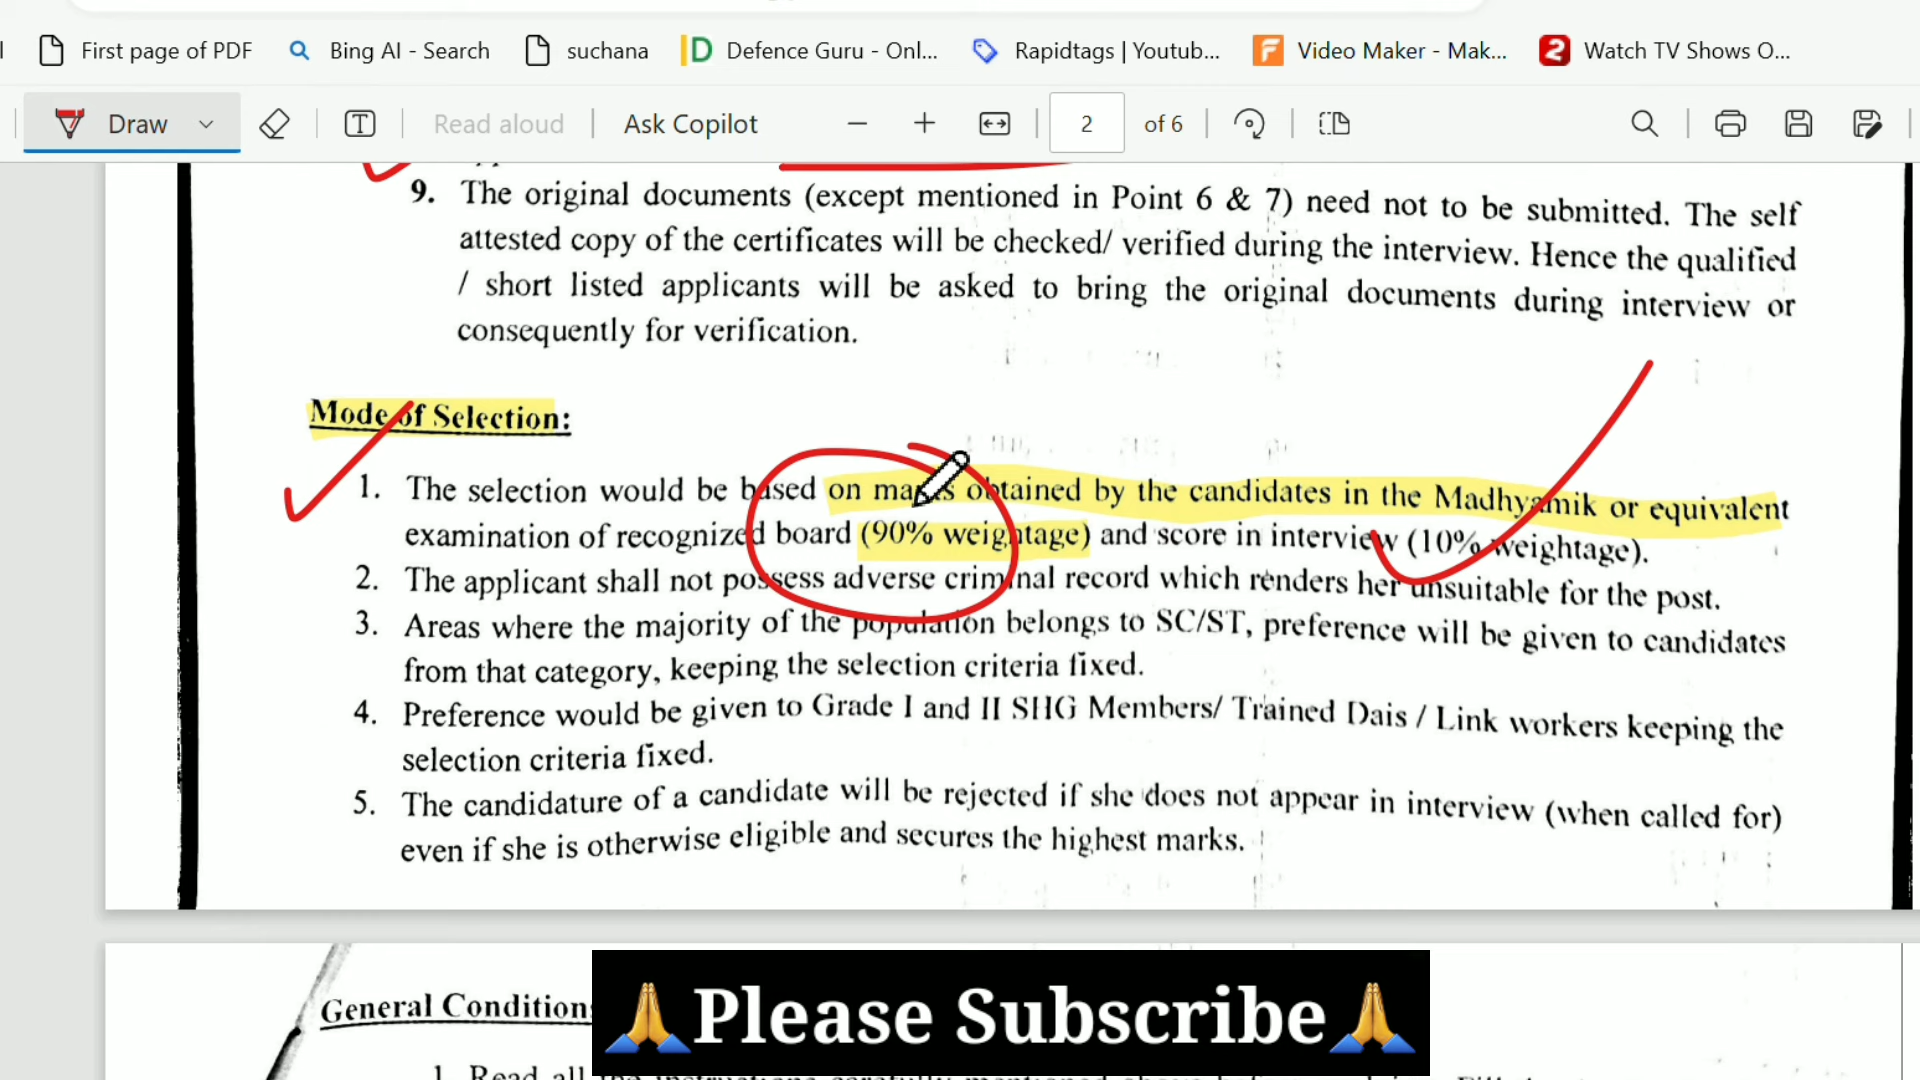 First page of PDF Bing AI - Search suchana Defence Guru - Onl... Rapidtags | Youtub... Video Maker - Mak... Watch TV Shows O...
Draw Read aloud Ask Copilot 2 of 6
9. The original documents (except mentioned in Point 6 & 7) need not to be submitted. The self
attested copy of the certificates will be checked/ verified during the interview. Hence the qualified
/ short listed applicants will be asked to bring the original documents during interview or
consequently for verification.
Mode of Selection:
1. The selection would be based on marks obtained by the candidates in the Madhyamik or equivalent
examination of recognized board (90% weightage) and score in interview (10% weightage).
2. The applicant shall not possess adverse criminal record which renders her unsuitable for the post.
3. Areas where the majority of the population belongs to SC/ST, preference will be given to candidates
from that category, keeping the selection criteria fixed.
4. Preference would be given to Grade I and II SHG Members/ Trained Dais / Link workers keeping the
selection criteria fixed.
5. The candidature of a candidate will be rejected if she does not appear in interview (when called for)
even if she is otherwise eligible and secures the highest marks.
General Condition
🙏Please Subscribe🙏
1. Read all the instructions carefully mentioned above before